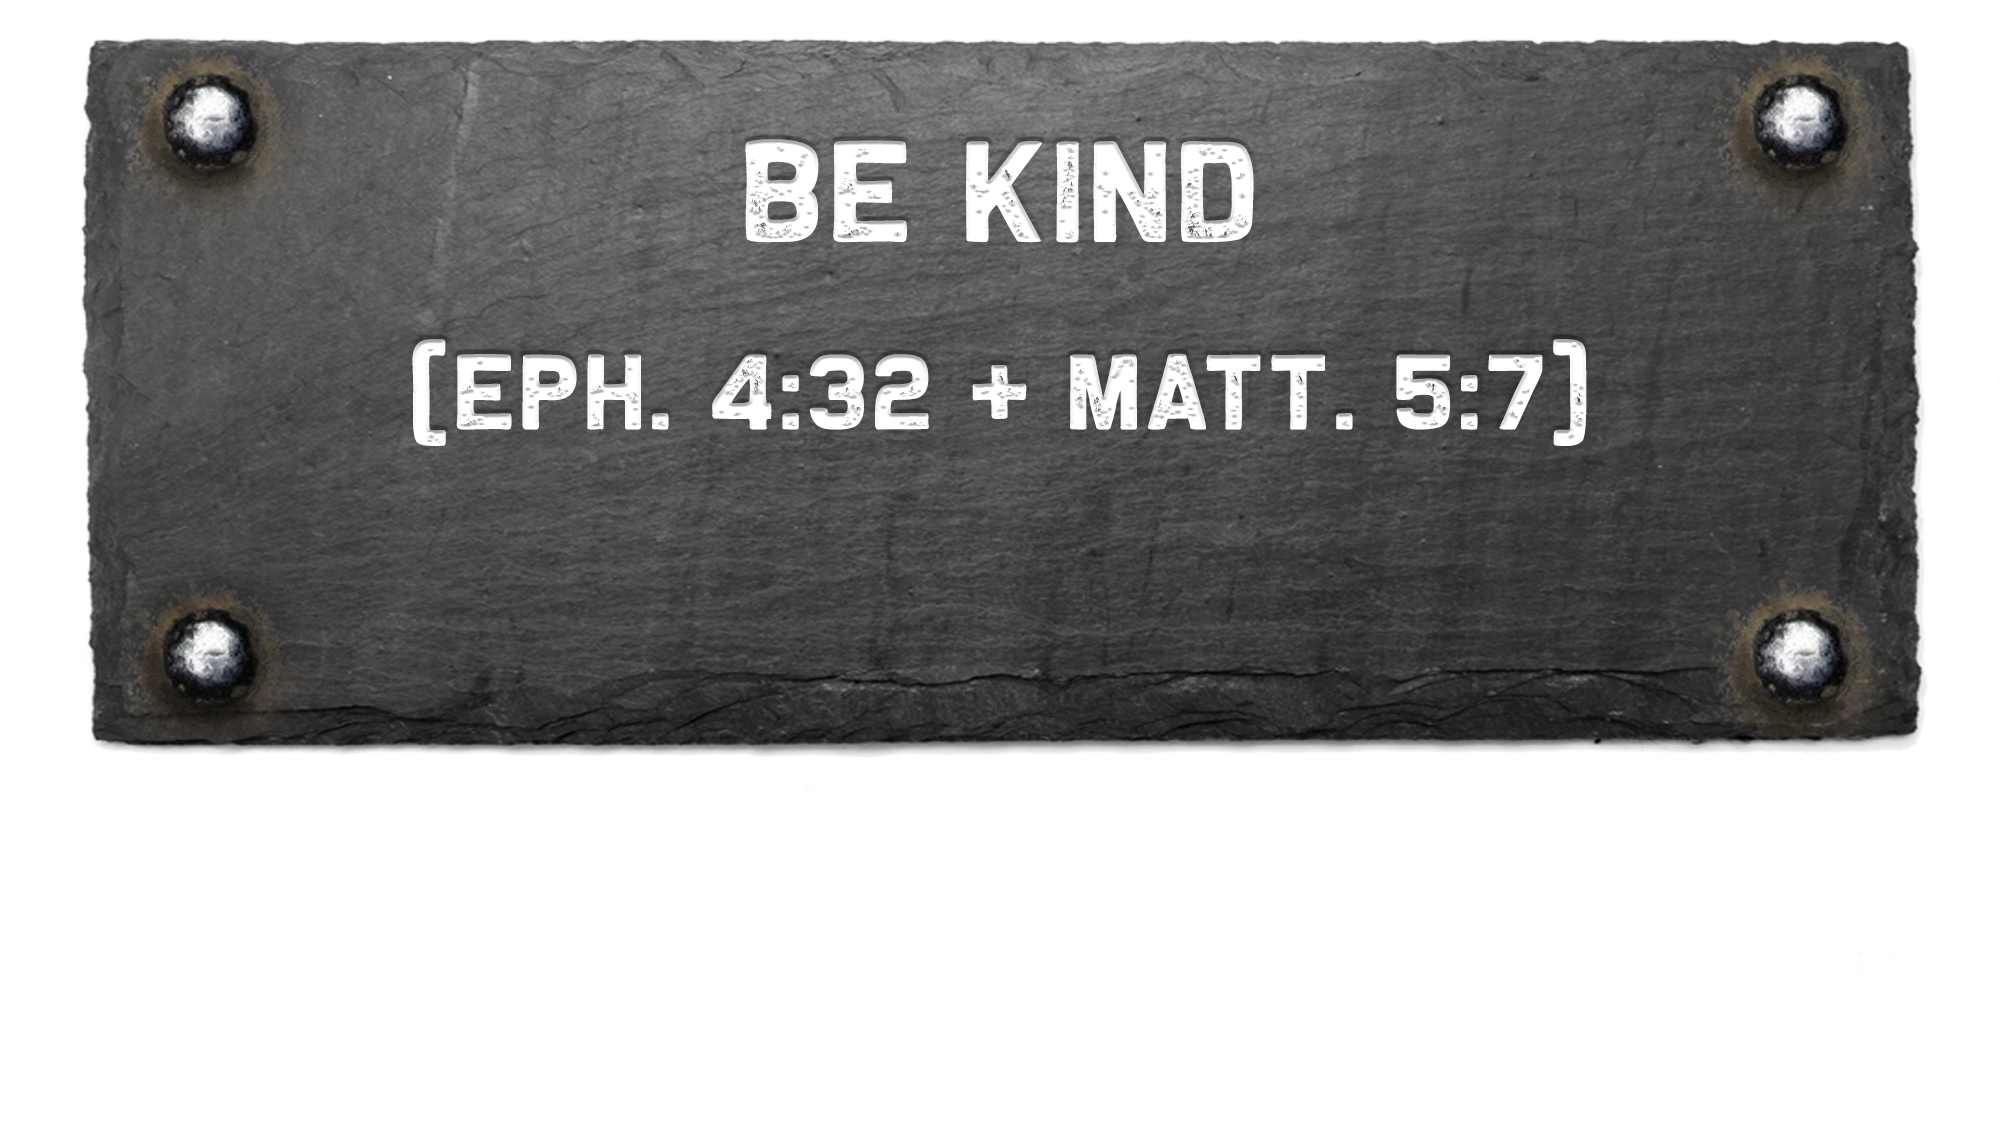 BE KIND
[EPH. 4:32 + MATT. 5:7]